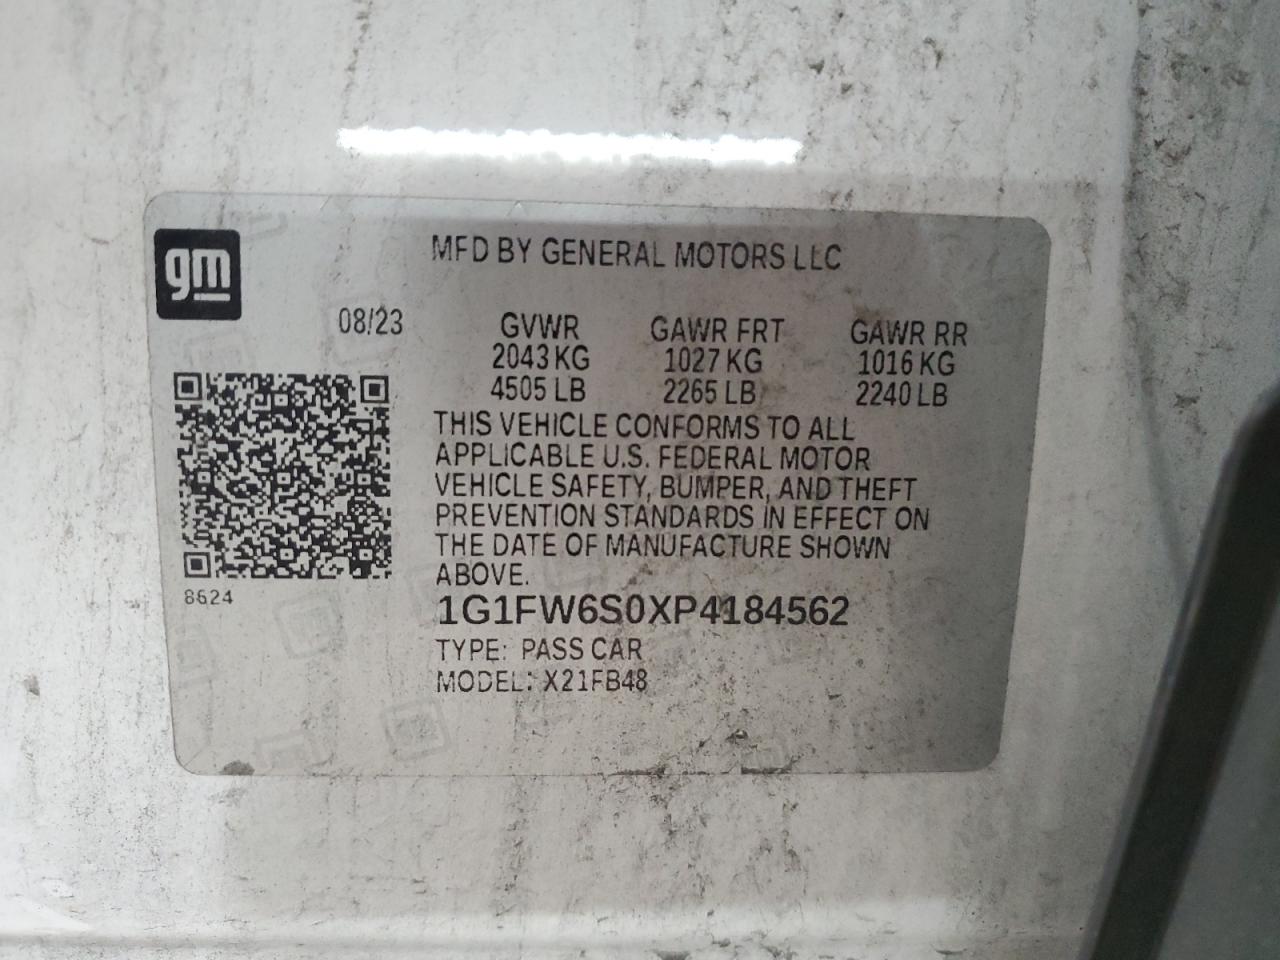 gm
MFD BY GENERAL MOTORS LLC
08/23
GVWR GAWR FRT GAWR RR
2043 KG 1027 KG 1016 KG
4505 LB 2265 LB 2240 LB
THIS VEHICLE CONFORMS TO ALL
APPLICABLE U.S. FEDERAL MOTOR
VEHICLE SAFETY, BUMPER, AND THEFT
PREVENTION STANDARDS IN EFFECT ON
THE DATE OF MANUFACTURE SHOWN
ABOVE.
8624
1G1FW6S0XP4184562
TYPE: PASS CAR
MODEL: X21FB48